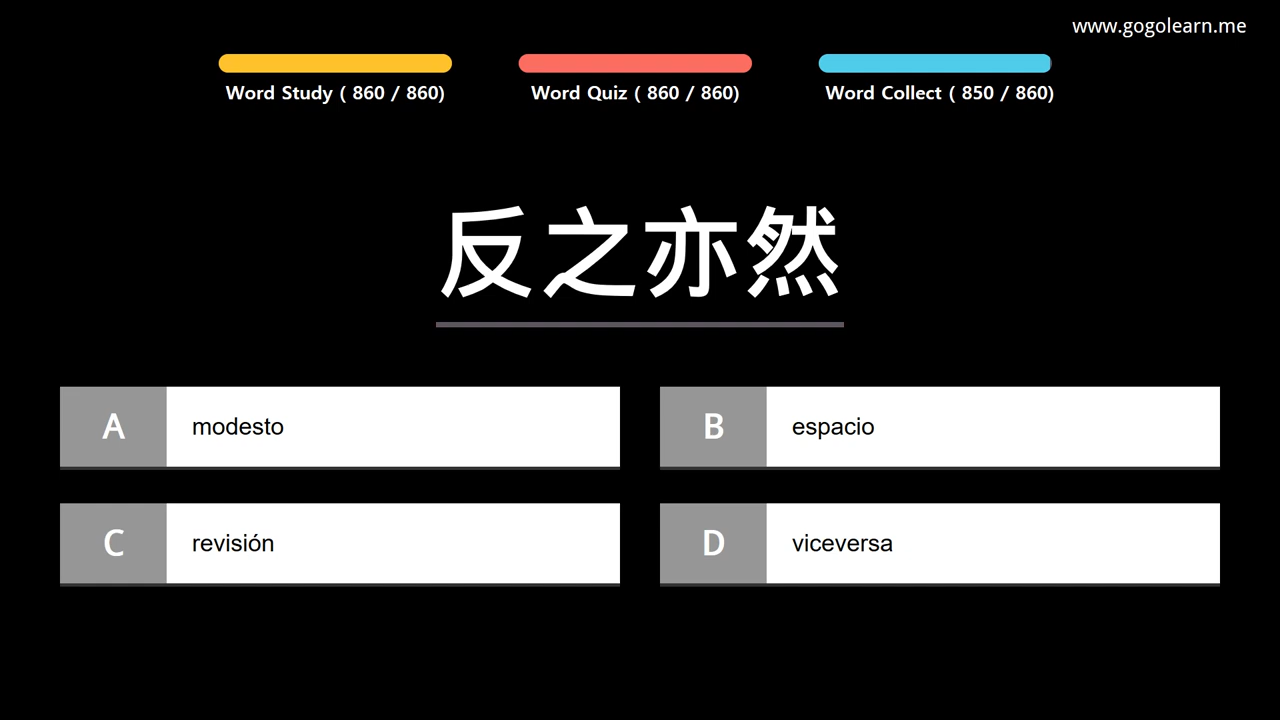 www.gogolearn.me
Word Study ( 860 / 860)
Word Quiz ( 860 / 860)
Word Collect ( 850 / 860)
反之亦然
A modesto
B espacio
C revisión
D viceversa